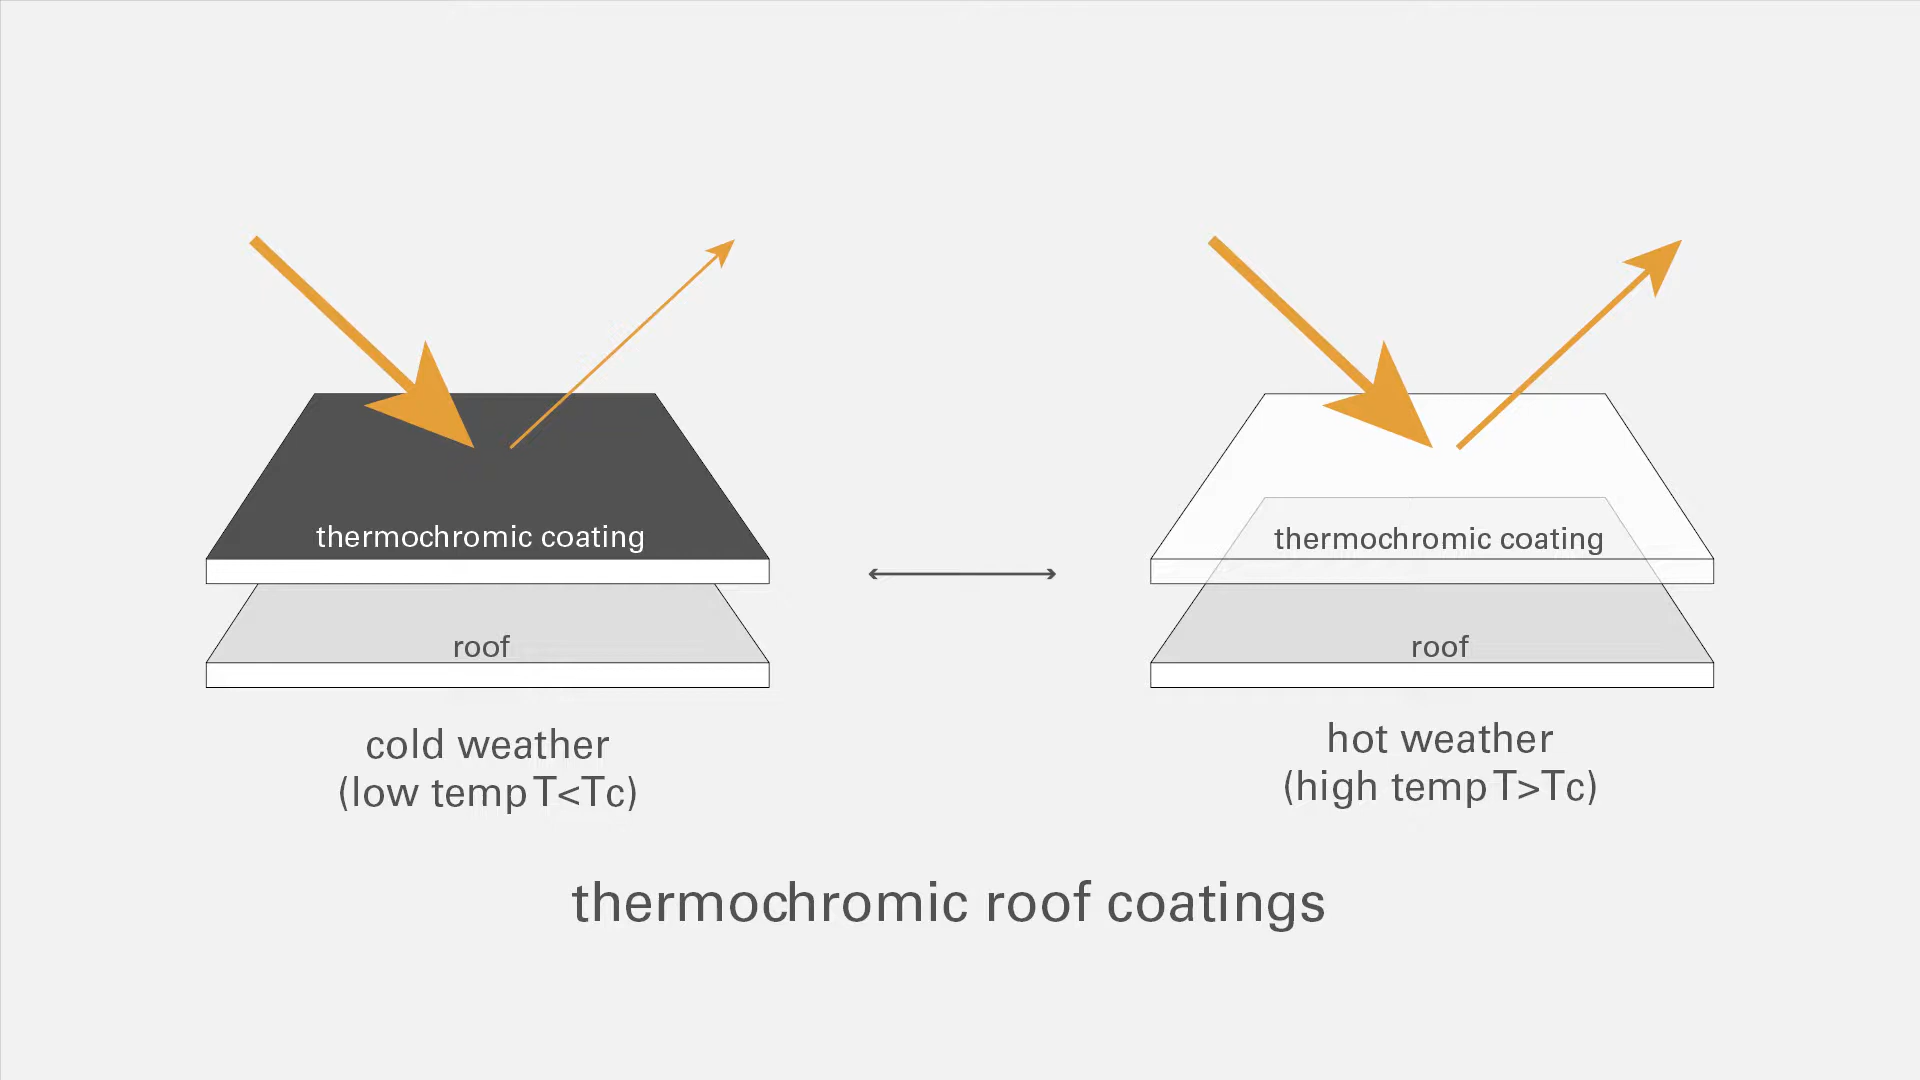 thermochromic coating
roof
cold weather
(low temp T<Tc)
thermochromic coating
roof
hot weather
(high temp T>Tc)
thermochromic roof coatings